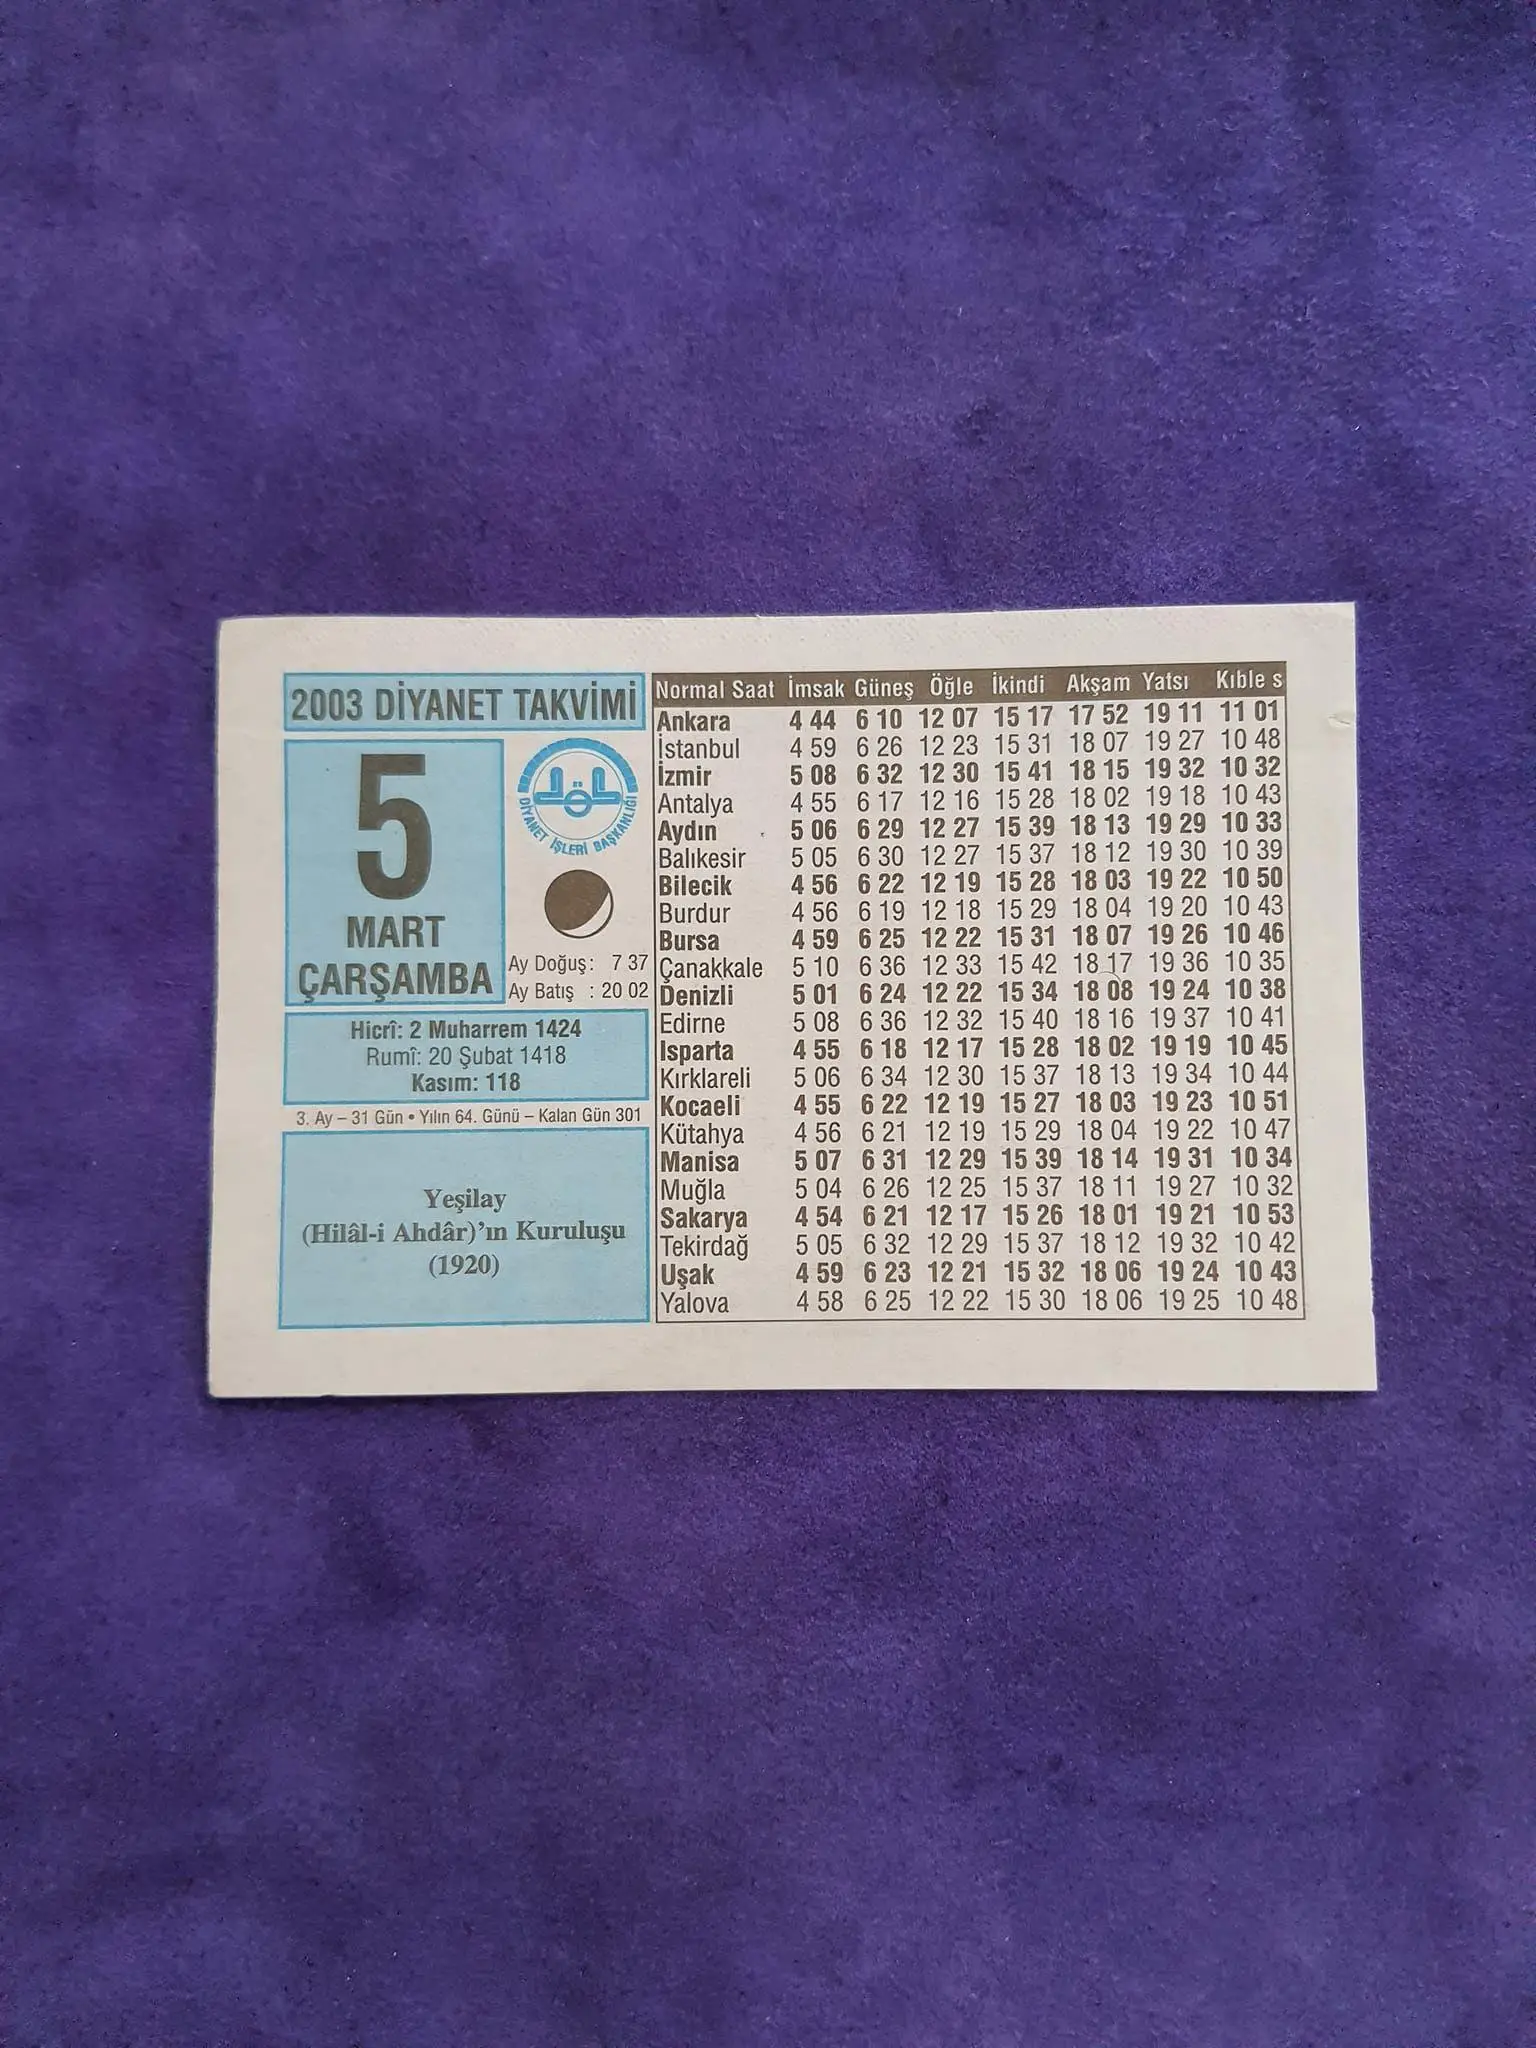 2003 DİYANET TAKVİMİ
5
MART
ÇARŞAMBA
DİYANET İŞLERİ BAŞKANLIĞI
Ay Doğuş: 7 37
Ay Batış : 20 02
Hicrî: 2 Muharrem 1424
Rumî: 20 Şubat 1418
Kasım: 118
3. Ay – 31 Gün • Yılın 64. Günü – Kalan Gün 301
Yeşilay
(Hilâl-i Ahdâr)'ın Kuruluşu
(1920)
Normal Saat İmsak Güneş Öğle İkindi Akşam Yatsı Kıble s
Ankara 4 44 6 10 12 07 15 17 17 52 19 11 11 01
İstanbul 4 59 6 26 12 23 15 31 18 07 19 27 10 48
İzmir 5 08 6 32 12 30 15 41 18 15 19 32 10 32
Antalya 4 55 6 17 12 16 15 28 18 02 19 18 10 43
Aydın 5 06 6 29 12 27 15 39 18 13 19 29 10 33
Balıkesir 5 05 6 30 12 27 15 37 18 12 19 30 10 39
Bilecik 4 56 6 22 12 19 15 28 18 03 19 22 10 50
Burdur 4 56 6 19 12 18 15 29 18 04 19 20 10 43
Bursa 4 59 6 25 12 22 15 31 18 07 19 26 10 46
Çanakkale 5 10 6 36 12 33 15 42 18 17 19 36 10 35
Denizli 5 01 6 24 12 22 15 34 18 08 19 24 10 38
Edirne 5 08 6 36 12 32 15 40 18 16 19 37 10 41
Isparta 4 55 6 18 12 17 15 28 18 02 19 19 10 45
Kırklareli 5 06 6 34 12 30 15 37 18 13 19 34 10 44
Kocaeli 4 55 6 22 12 19 15 27 18 03 19 23 10 51
Kütahya 4 56 6 21 12 19 15 29 18 04 19 22 10 47
Manisa 5 07 6 31 12 29 15 39 18 14 19 31 10 34
Muğla 5 04 6 26 12 25 15 37 18 11 19 27 10 32
Sakarya 4 54 6 21 12 17 15 26 18 01 19 21 10 53
Tekirdağ 5 05 6 32 12 29 15 37 18 12 19 32 10 42
Uşak 4 59 6 23 12 21 15 32 18 06 19 24 10 43
Yalova 4 58 6 25 12 22 15 30 18 06 19 25 10 48